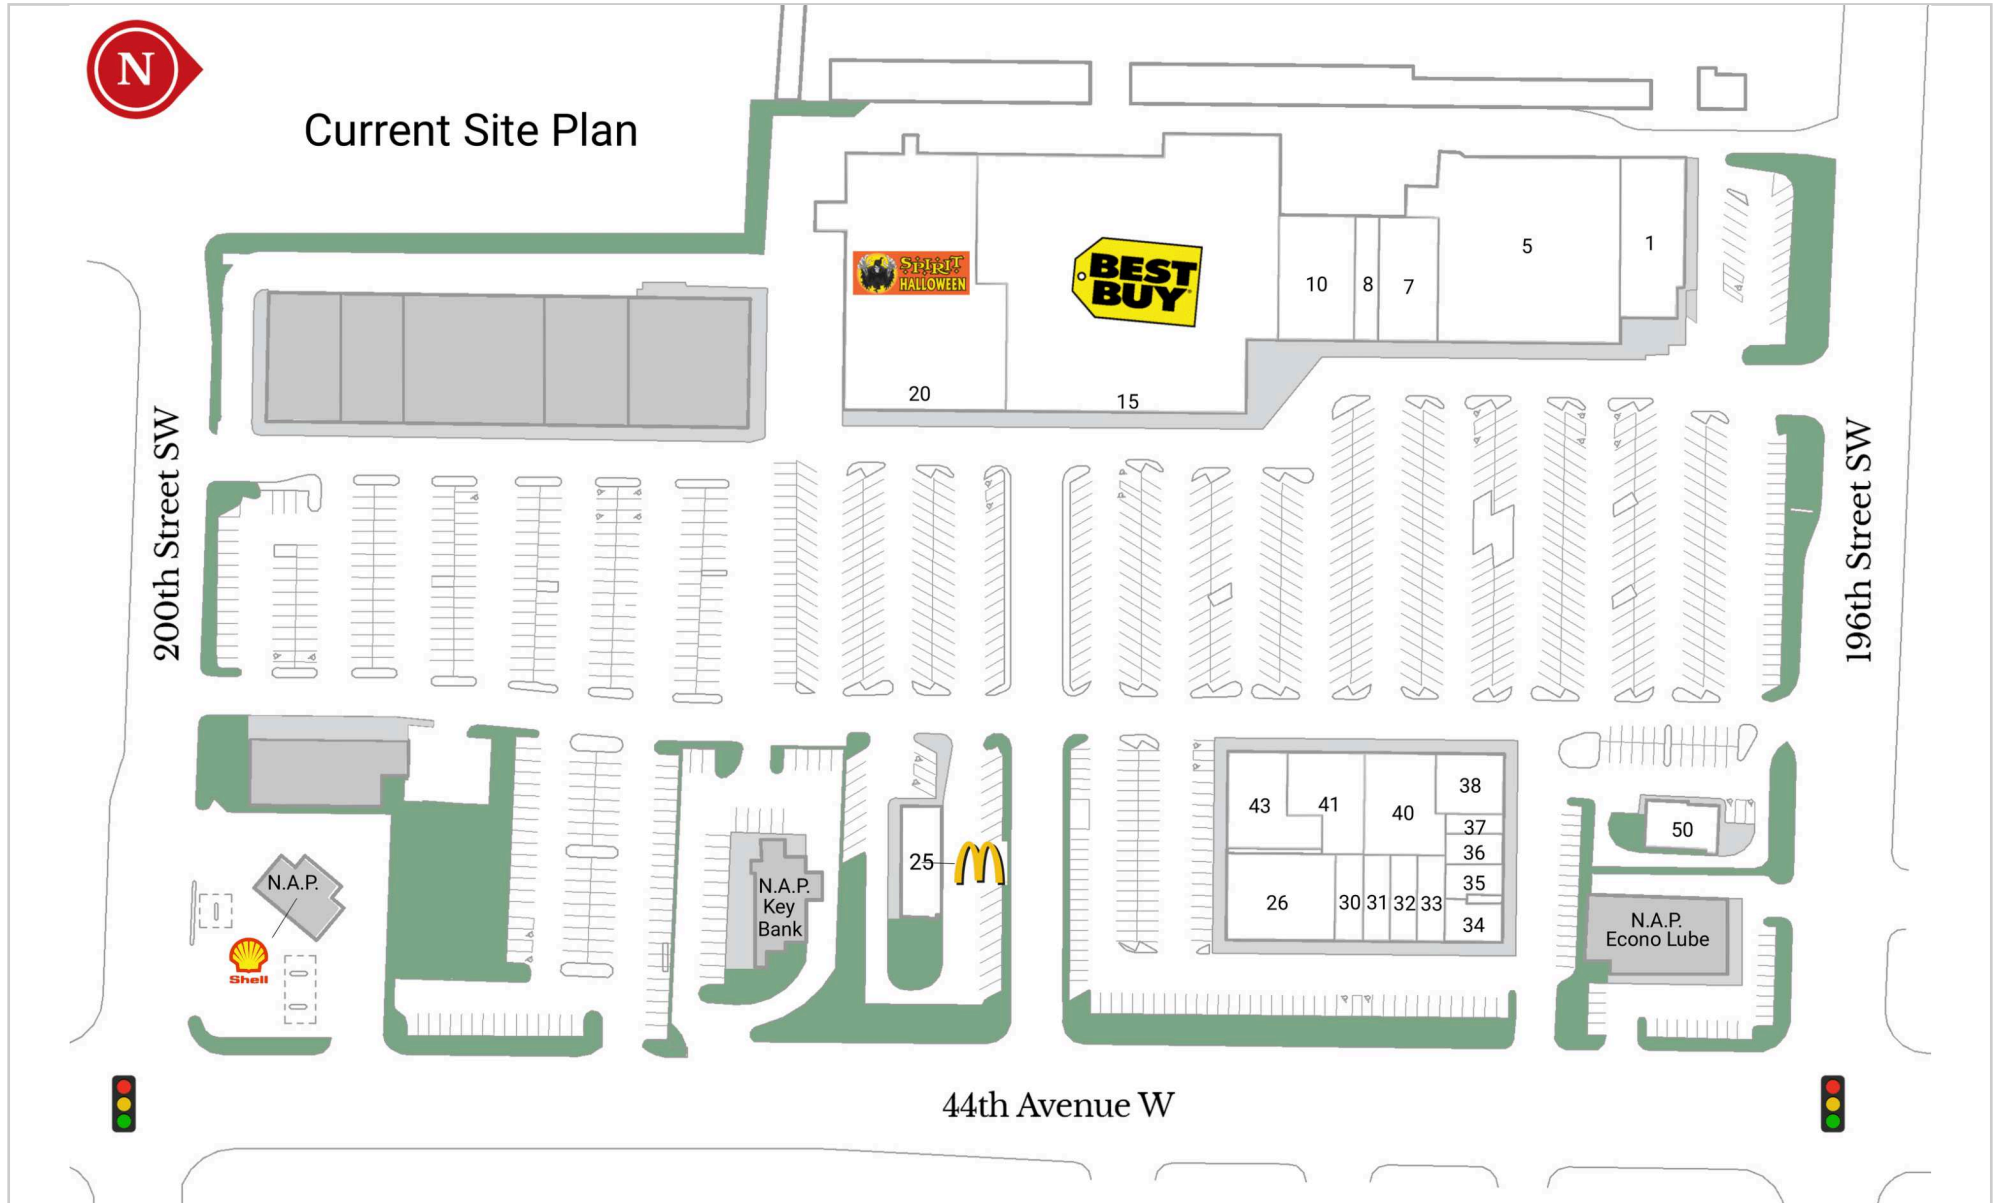 N
Current Site Plan
SPIRIT
HALLOWEEN
BEST
BUY
10
8
7
5
1
20
15
200th Street SW
196th Street SW
43
41
40
38
37
36
35
34
26
30
31
32
33
50
25
N.A.P.
Shell
N.A.P.
Key
Bank
N.A.P.
Econo Lube
44th Avenue W